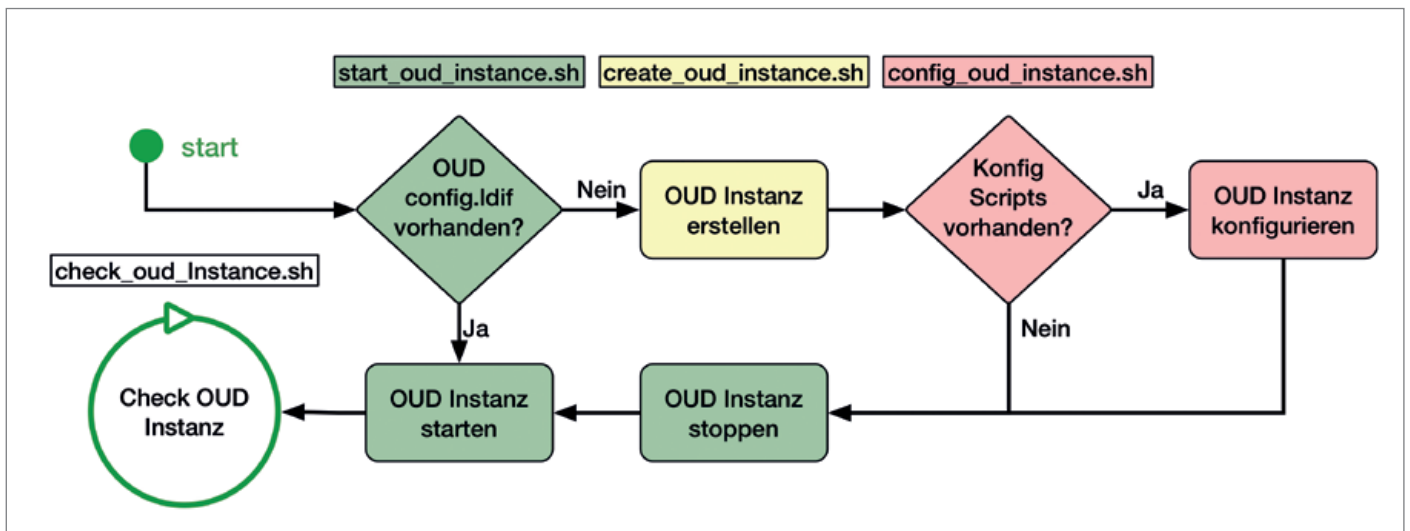 start_oud_instance.sh
create_oud_instance.sh
config_oud_instance.sh
start
OUD
config.ldif
vorhanden?
Nein
OUD Instanz
erstellen
Konfig
Scripts
vorhanden?
Ja
OUD Instanz
konfigurieren
check_oud_Instance.sh
Ja
Nein
Check OUD
Instanz
OUD Instanz
starten
OUD Instanz
stoppen